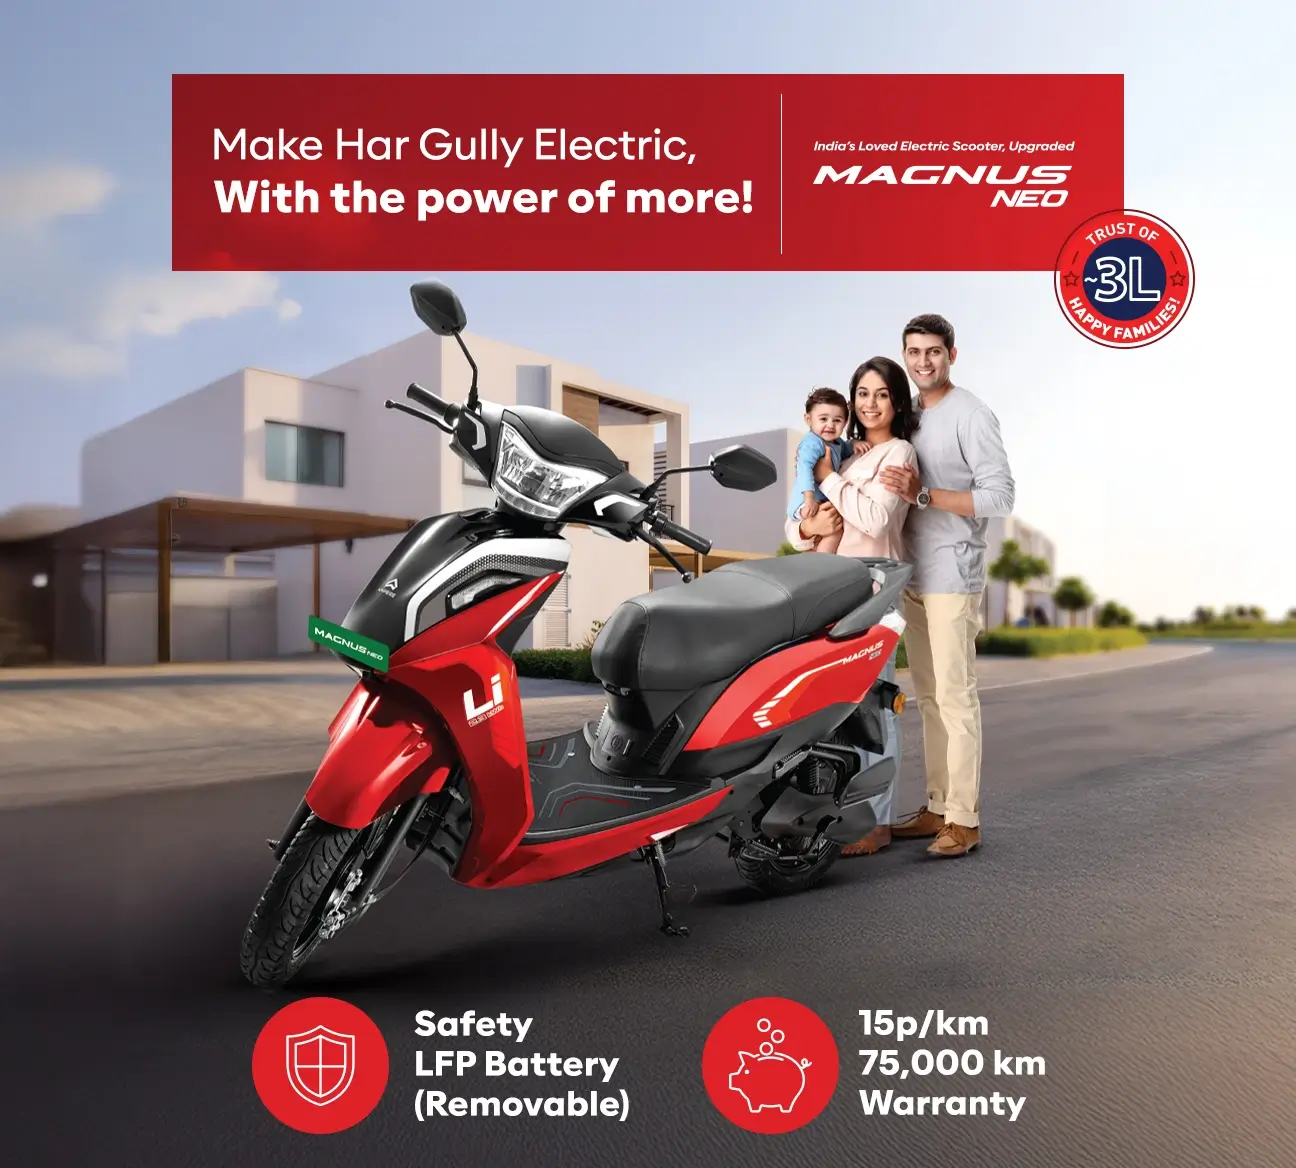 Make Har Gully Electric,
With the power of more!
India's Loved Electric Scooter, Upgraded
MAGNUS
NEO
TRUST OF
~3L
HAPPY FAMILIES!
MAGNUS NEO
Li
MAGNUS
Safety
LFP Battery
(Removable)
15p/km
75,000 km
Warranty